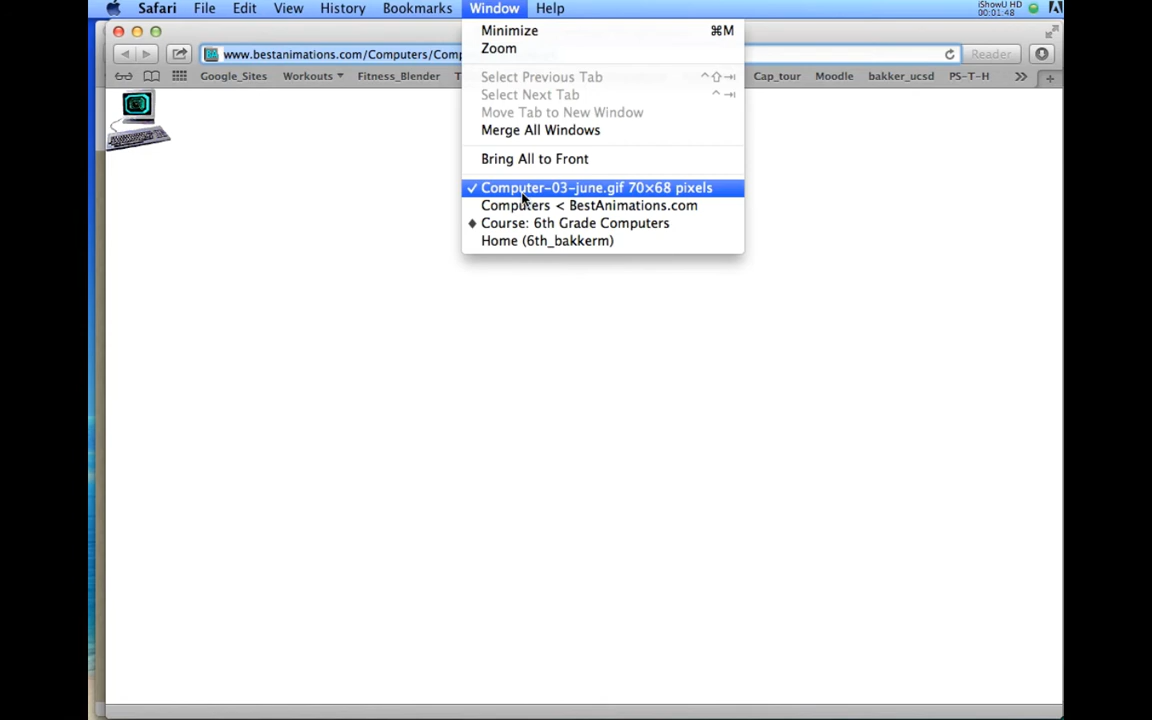 Safari File Edit View History Bookmarks Window Help
iShowU HD
00:01:48
www.bestanimations.com/Computers/Comp
Reader
Google_Sites Workouts Fitness_Blender T Cap_tour Moodle bakker_ucsd PS-T-H
Minimize ⌘M
Zoom
Select Previous Tab ^⇧⇥
Select Next Tab ^⇥
Move Tab to New Window
Merge All Windows
Bring All to Front
✓ Computer-03-june.gif 70×68 pixels
Computers < BestAnimations.com
◆ Course: 6th Grade Computers
Home (6th_bakkerm)